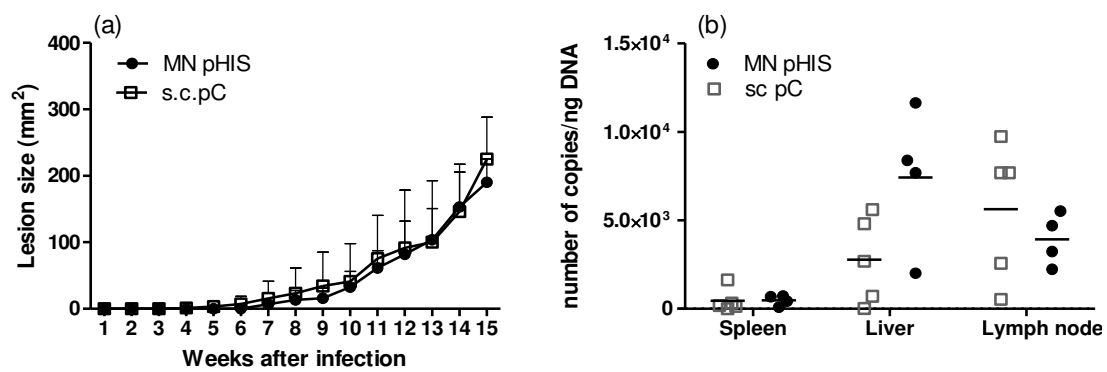 (a)
400
300
200
100
0
Lesion size (mm²)
MN pHIS
s.c.pC
1 2 3 4 5 6 7 8 9 10 11 12 13 14 15
Weeks after infection
(b)
1.5×10⁴
1.0×10⁴
5.0×10³
0
number of copies/ng DNA
MN pHIS
sc pC
Spleen Liver Lymph node